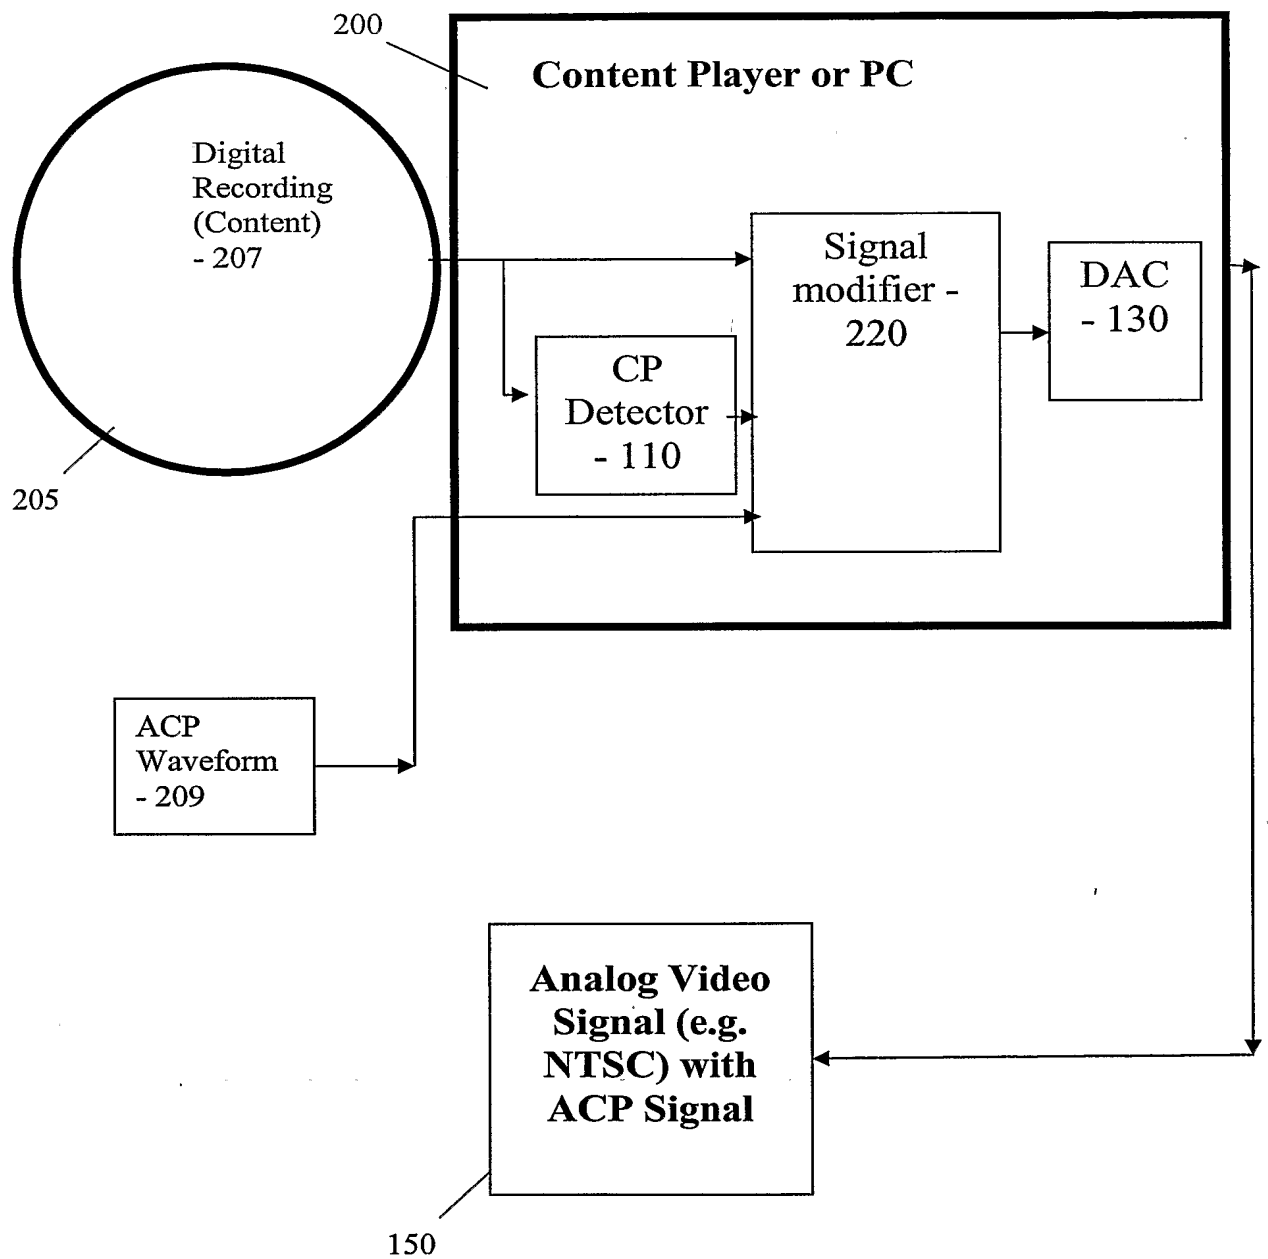 200
Content Player or PC
Digital
Recording
(Content)
- 207
Signal
modifier -
220
DAC
- 130
CP
Detector
- 110
205
ACP
Waveform
- 209
Analog Video
Signal (e.g.
NTSC) with
ACP Signal
150